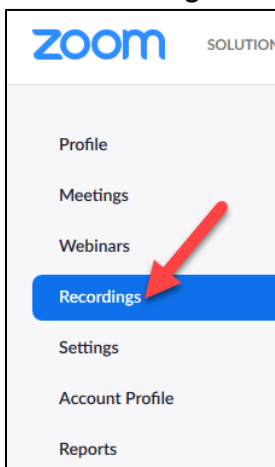 zoom SOLUTION
Profile
Meetings
Webinars
Recordings
Settings
Account Profile
Reports